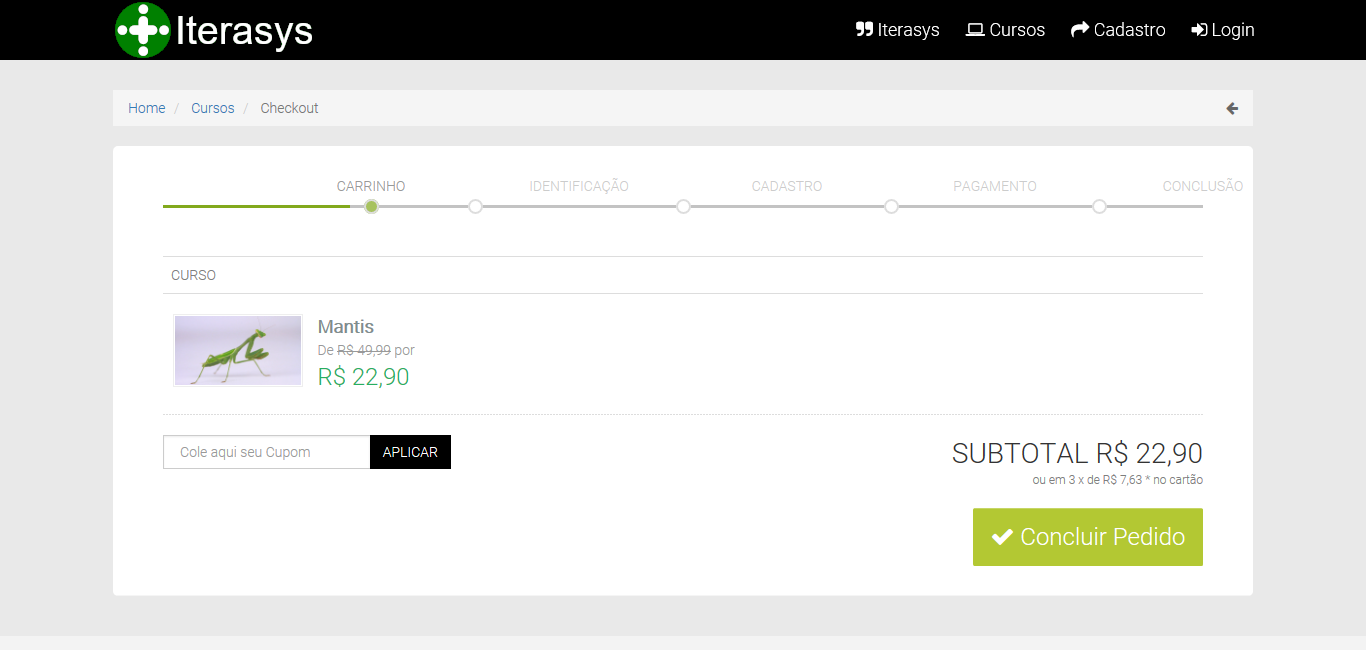 Iterasys
Iterasys Cursos Cadastro Login
Home / Cursos / Checkout
CARRINHO IDENTIFICAÇÃO CADASTRO PAGAMENTO CONCLUSÃO
CURSO
Mantis
De R$ 49,99 por
R$ 22,90
Cole aqui seu Cupom APLICAR
SUBTOTAL R$ 22,90
ou em 3 x de R$ 7,63 * no cartão
Concluir Pedido